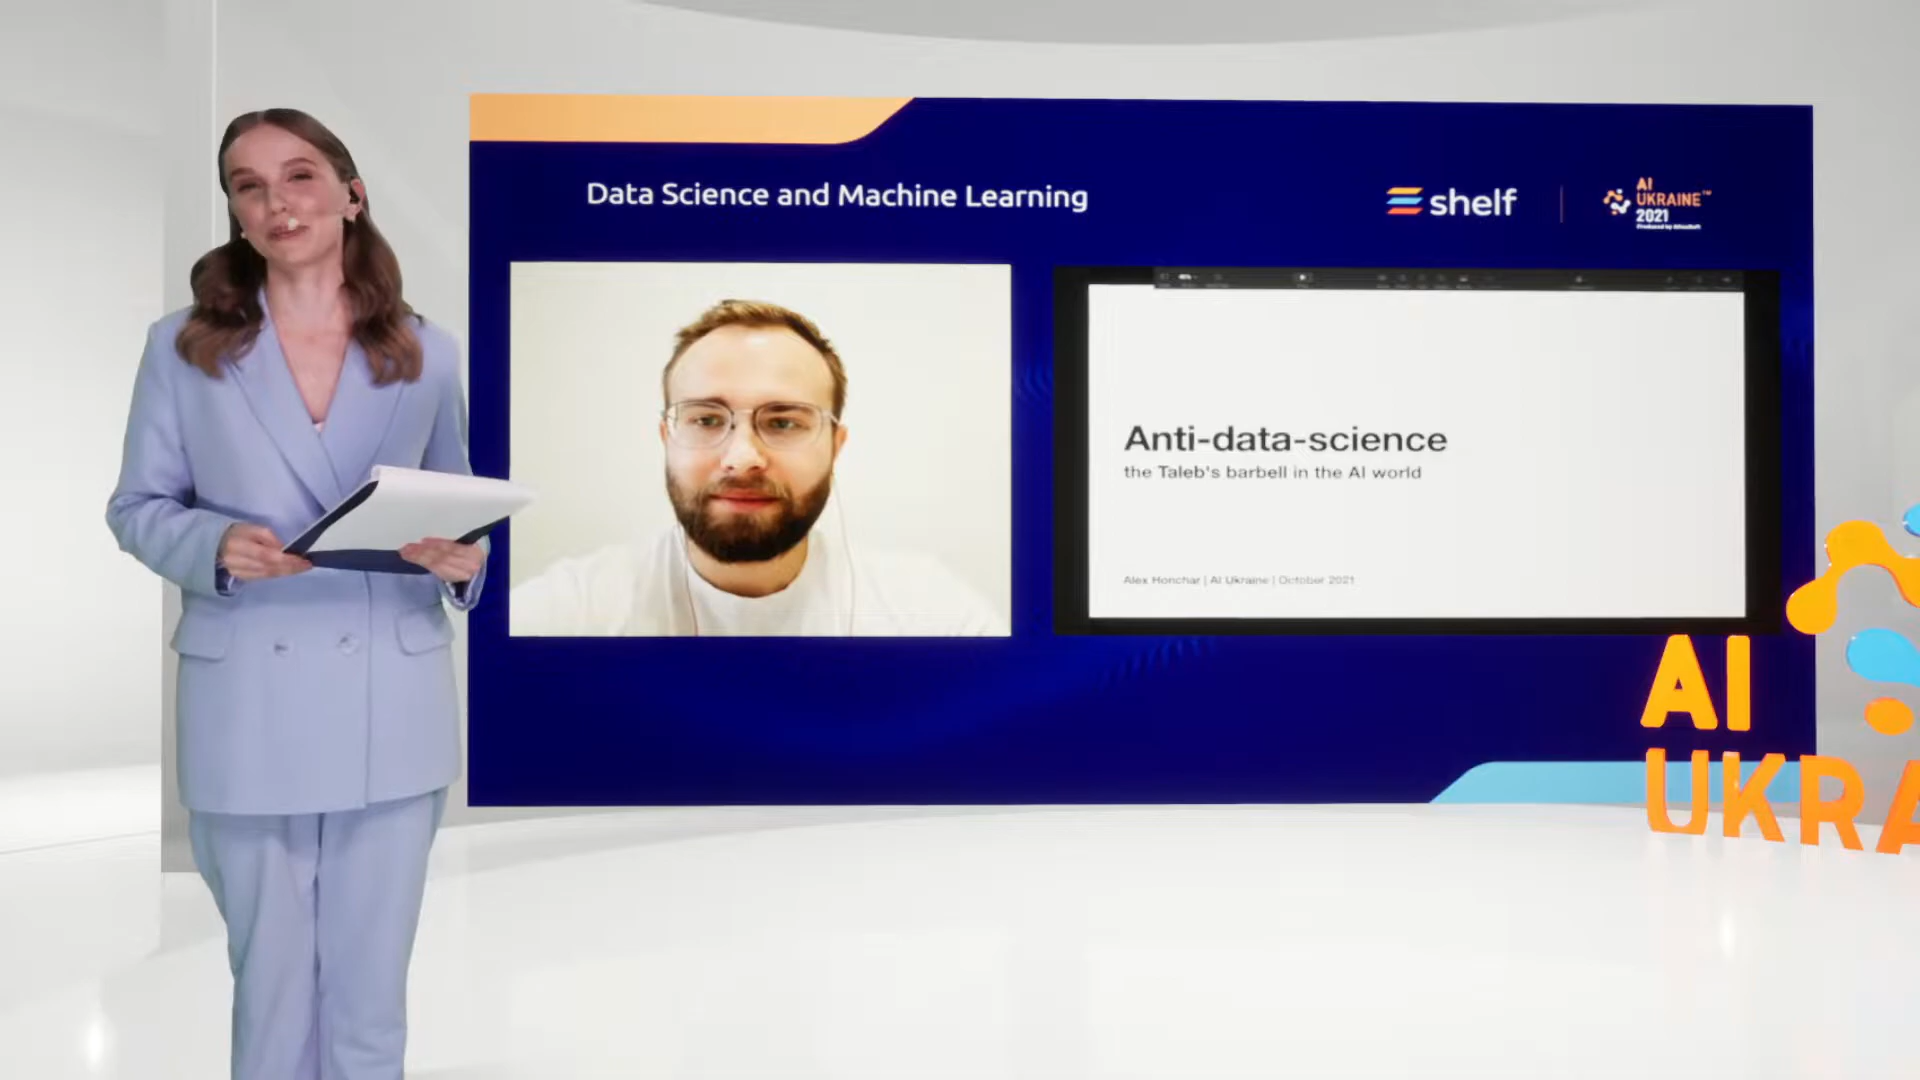 Data Science and Machine Learning
shelf
AI
UKRAINE™
2021
Anti-data-science
the Taleb's barbell in the AI world
Alex Honchar | AI Ukraine | October 2021
AI
UKRA